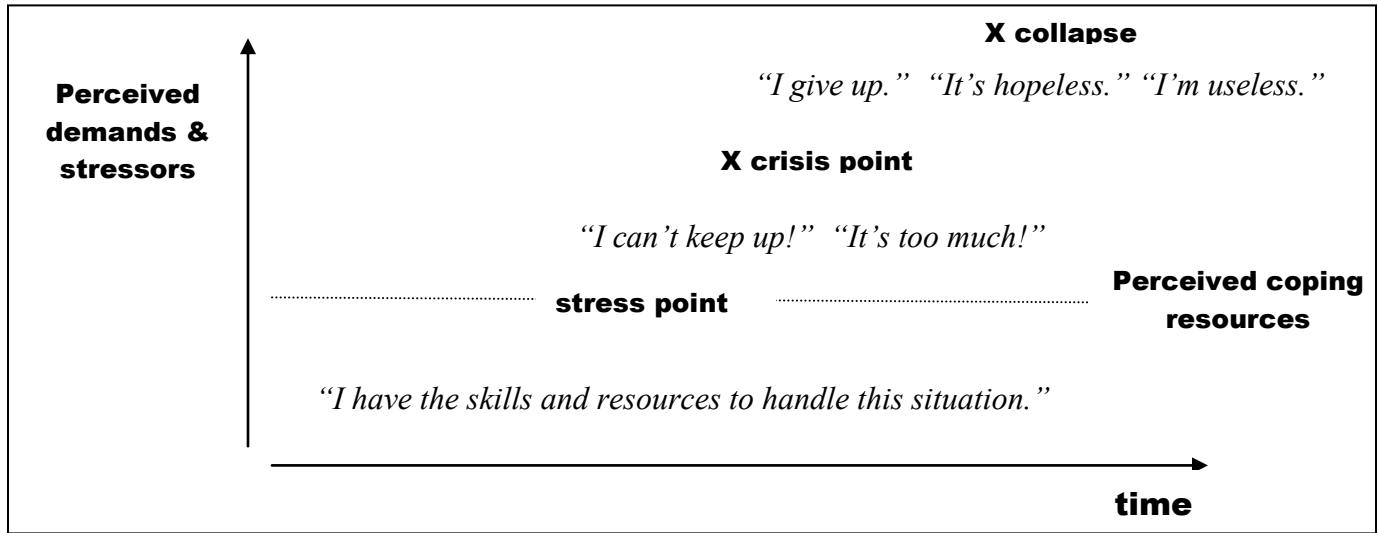 X collapse
“I give up.” “It’s hopeless.” “I’m useless.”
Perceived
demands &
stressors
X crisis point
“I can’t keep up!” “It’s too much!”
stress point
Perceived coping
resources
“I have the skills and resources to handle this situation.”
time